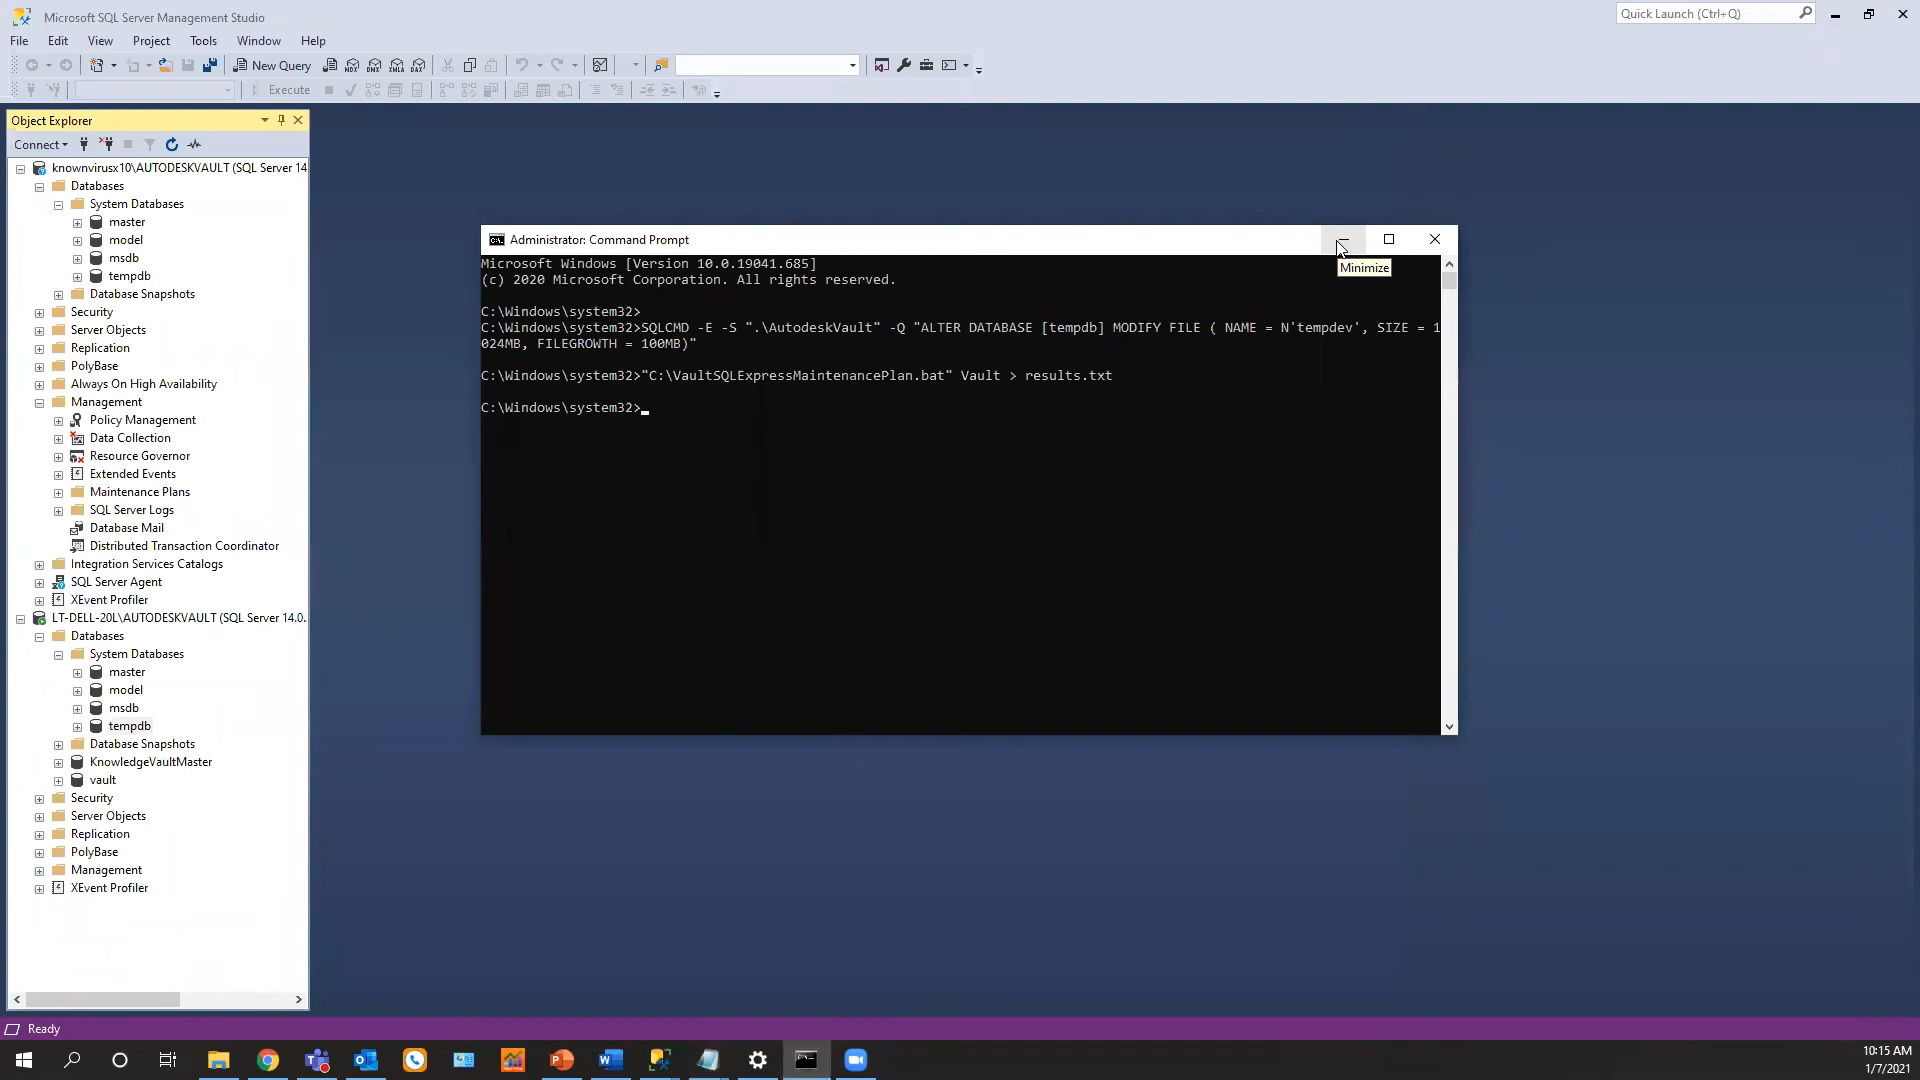 Microsoft SQL Server Management Studio
Quick Launch (Ctrl+Q)
File Edit View Project Tools Window Help
New Query MDX DMX XMLA DAX
Execute
Object Explorer
Connect
knownvirusx10\AUTODESKVAULT (SQL Server 14
Databases
System Databases
master
model
msdb
tempdb
Database Snapshots
Security
Server Objects
Replication
PolyBase
Always On High Availability
Management
Policy Management
Data Collection
Resource Governor
Extended Events
Maintenance Plans
SQL Server Logs
Database Mail
Distributed Transaction Coordinator
Integration Services Catalogs
SQL Server Agent
XEvent Profiler
LT-DELL-20L\AUTODESKVAULT (SQL Server 14.0..
Databases
System Databases
master
model
msdb
tempdb
Database Snapshots
KnowledgeVaultMaster
vault
Security
Server Objects
Replication
PolyBase
Management
XEvent Profiler
Administrator: Command Prompt
Minimize
Microsoft Windows [Version 10.0.19041.685]
(c) 2020 Microsoft Corporation. All rights reserved.
C:\Windows\system32>
C:\Windows\system32>SQLCMD -E -S ".\AutodeskVault" -Q "ALTER DATABASE [tempdb] MODIFY FILE ( NAME = N'tempdev', SIZE = 1
024MB, FILEGROWTH = 100MB)"
C:\Windows\system32>"C:\VaultSQLExpressMaintenancePlan.bat" Vault > results.txt
C:\Windows\system32>
Ready
10:15 AM
1/7/2021